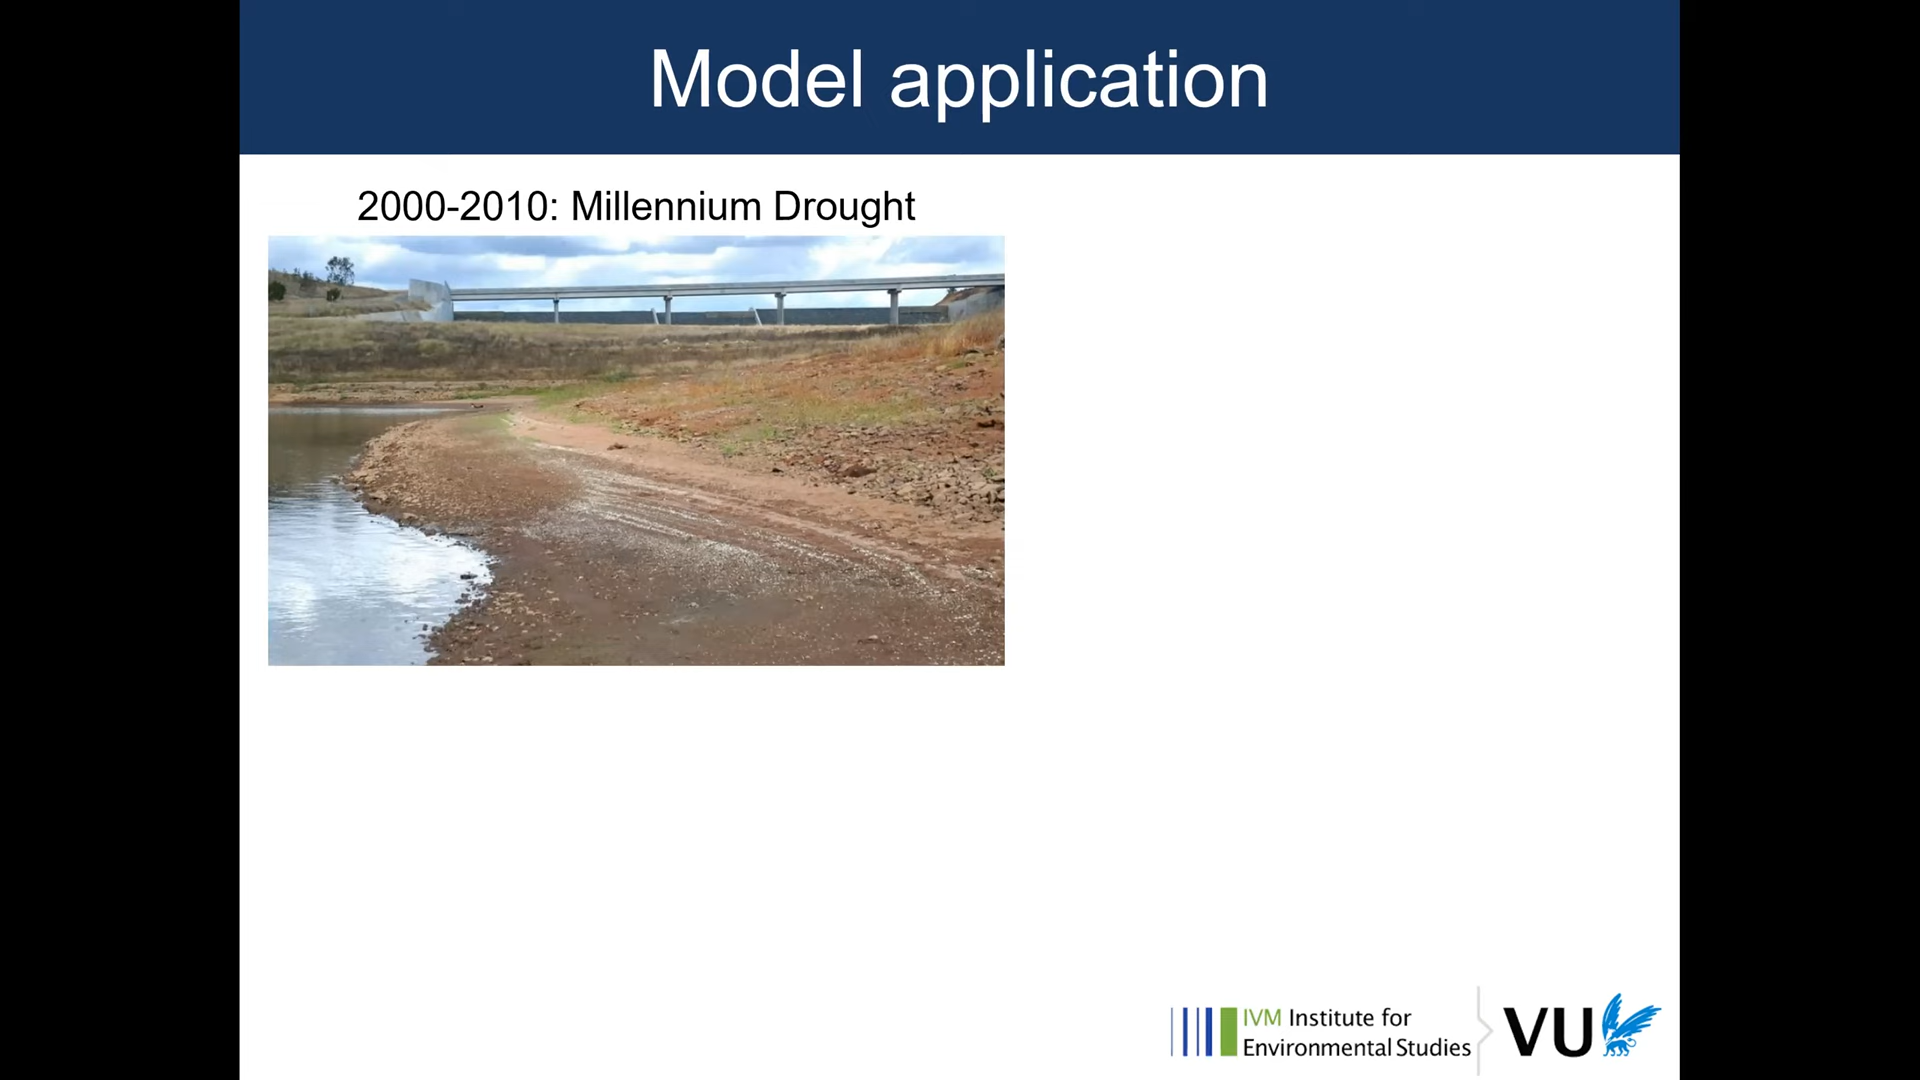 Model application
2000-2010: Millennium Drought
IVM Institute for
Environmental Studies
VU